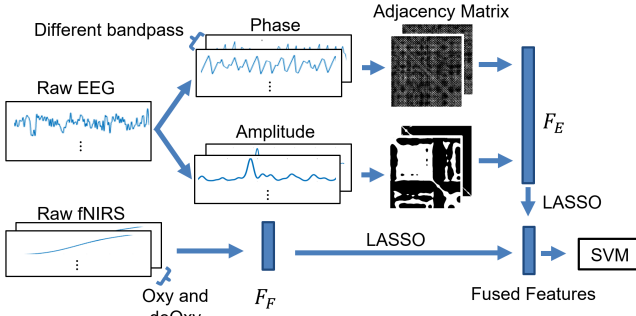 Different bandpass
Phase
Adjacency Matrix
Raw EEG
⋮
⋮
F_E
Amplitude
⋮
LASSO
Raw fNIRS
⋮
LASSO
SVM
Oxy and
deOxy
F_F
Fused Features